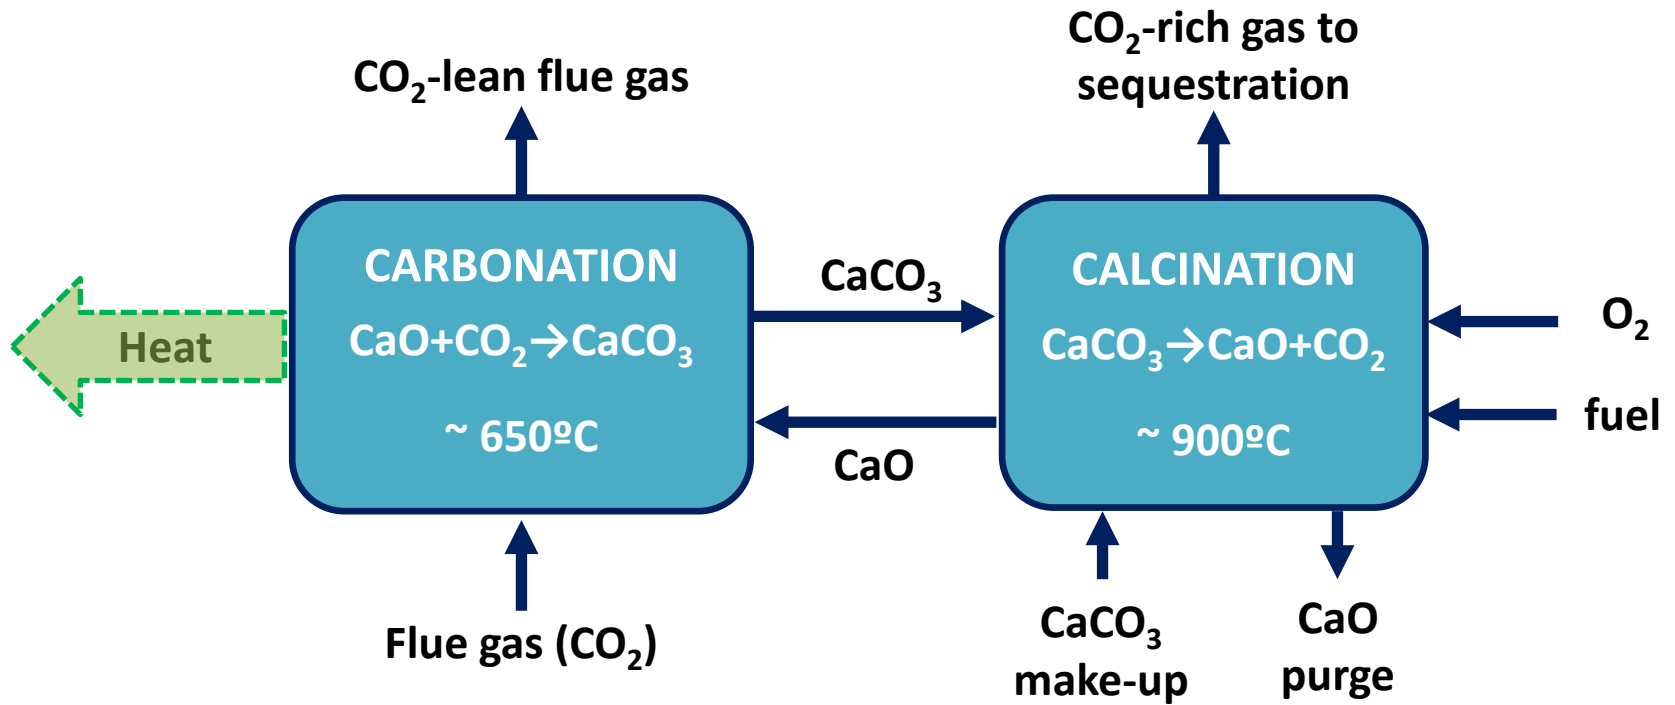 CO₂-lean flue gas
CO₂-rich gas to
sequestration
Heat
CARBONATION
CaO+CO₂→CaCO₃
~ 650ºC
CaCO₃
CaO
CALCINATION
CaCO₃→CaO+CO₂
~ 900ºC
O₂
fuel
Flue gas (CO₂)
CaCO₃
make-up
CaO
purge